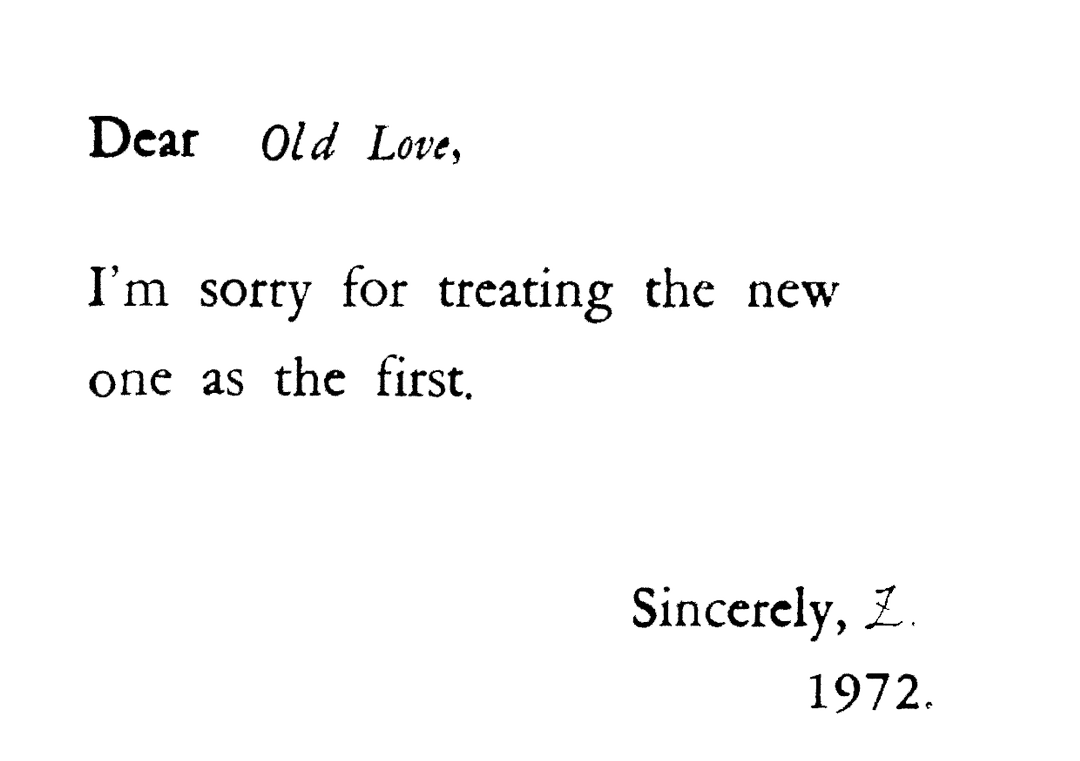 Dear Old Love,
I'm sorry for treating the new
one as the first.
Sincerely, Z.
1972.